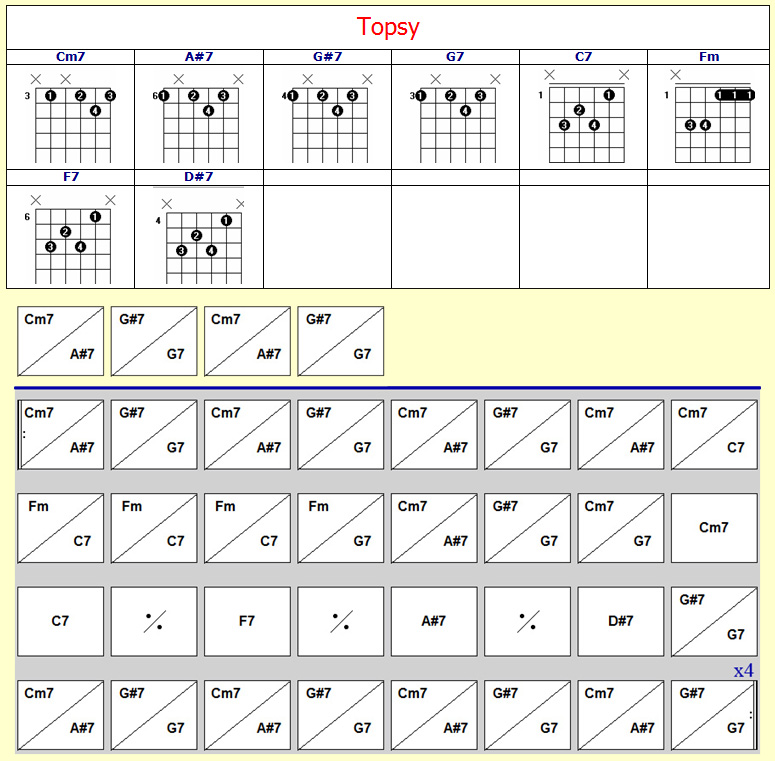 Topsy
Cm7 A#7 G#7 G7 C7 Fm
3 6 4 3 1 1
1 2 3 4 1 2 3 4 1 2 3 4 1 2 3 4 1 2 3 4 1 1 1 3 4
F7 D#7
6 4
1 2 3 4 1 2 3 4
Cm7 A#7 G#7 G7 Cm7 A#7 G#7 G7
Cm7 A#7 G#7 G7 Cm7 A#7 G#7 G7 Cm7 A#7 G#7 G7 Cm7 A#7 Cm7 C7
Fm C7 Fm C7 Fm C7 Fm G7 Cm7 A#7 G#7 G7 Cm7 G7 Cm7
C7 F7 A#7 D#7 G#7 G7
x4
Cm7 A#7 G#7 G7 Cm7 A#7 G#7 G7 Cm7 A#7 G#7 G7 Cm7 A#7 G#7 G7